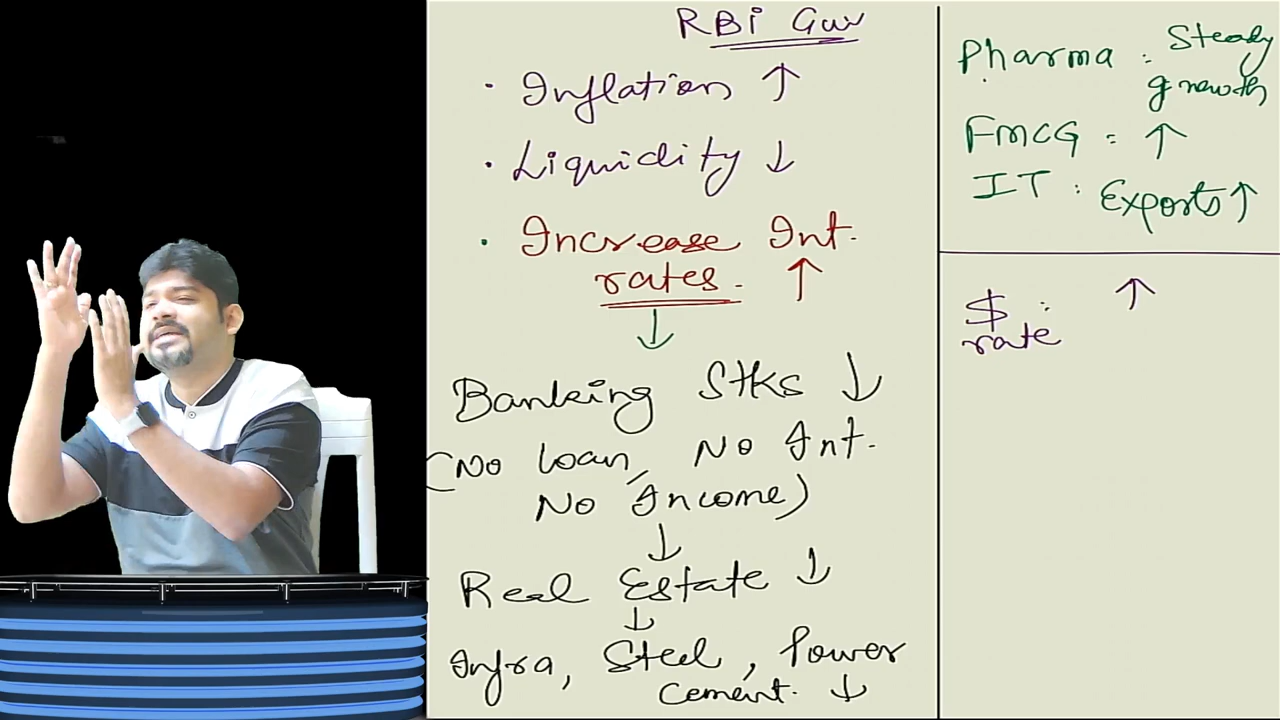 RBI Guv
• Inflation ↑
• Liquidity ↓
• Increase Int.
rates. ↑
↓
Banking Stks ↓
(No loan, No Int.
No Income)
↓
Real Estate ↓
↓
Infra, Steel, Power
cement. ↓
Pharma : Steady
growth
FMCG : ↑
IT : Exports ↑
$ : ↑
rate